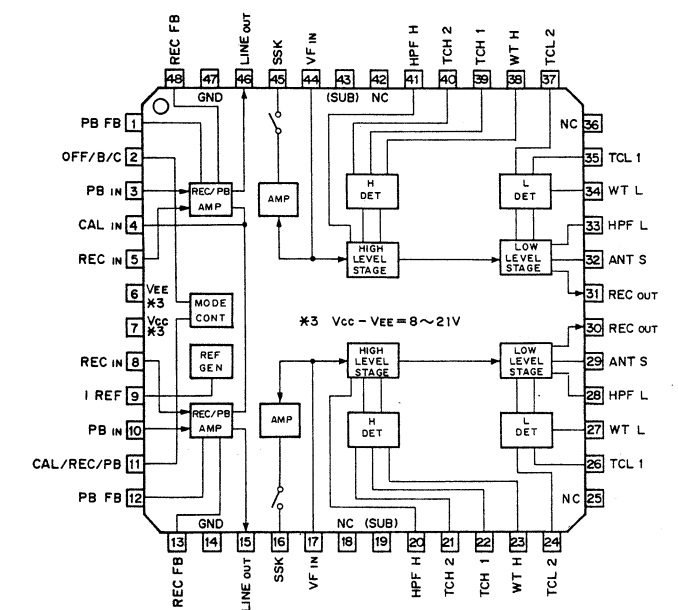 REC FB
LINE OUT
SSK
VF IN
HPF H
TCH 2
TCH 1
WT H
TCL 2
48 47 46 45 44 43 42 41 40 39 38 37
GND (SUB) NC
PB FB 1
OFF/B/C 2
PB IN 3
CAL IN 4
REC IN 5
6 VEE
*3
7 VCC
*3
REC IN 8
I REF 9
PB IN 10
CAL/REC/PB 11
PB FB 12
REC/PB
AMP
AMP
H
DET
L
DET
HIGH
LEVEL
STAGE
LOW
LEVEL
STAGE
MODE
CONT
*3 VCC – VEE = 8~21V
REF
GEN
HIGH
LEVEL
STAGE
LOW
LEVEL
STAGE
REC/PB
AMP
AMP
H
DET
L
DET
NC 36
35 TCL 1
34 WT L
33 HPF L
32 ANT S
31 REC OUT
30 REC OUT
29 ANT S
28 HPF L
27 WT L
26 TCL 1
NC 25
GND NC (SUB)
13 14 15 16 17 18 19 20 21 22 23 24
REC FB
LINE OUT
SSK
VF IN
HPF H
TCH 2
TCH 1
WT H
TCL 2